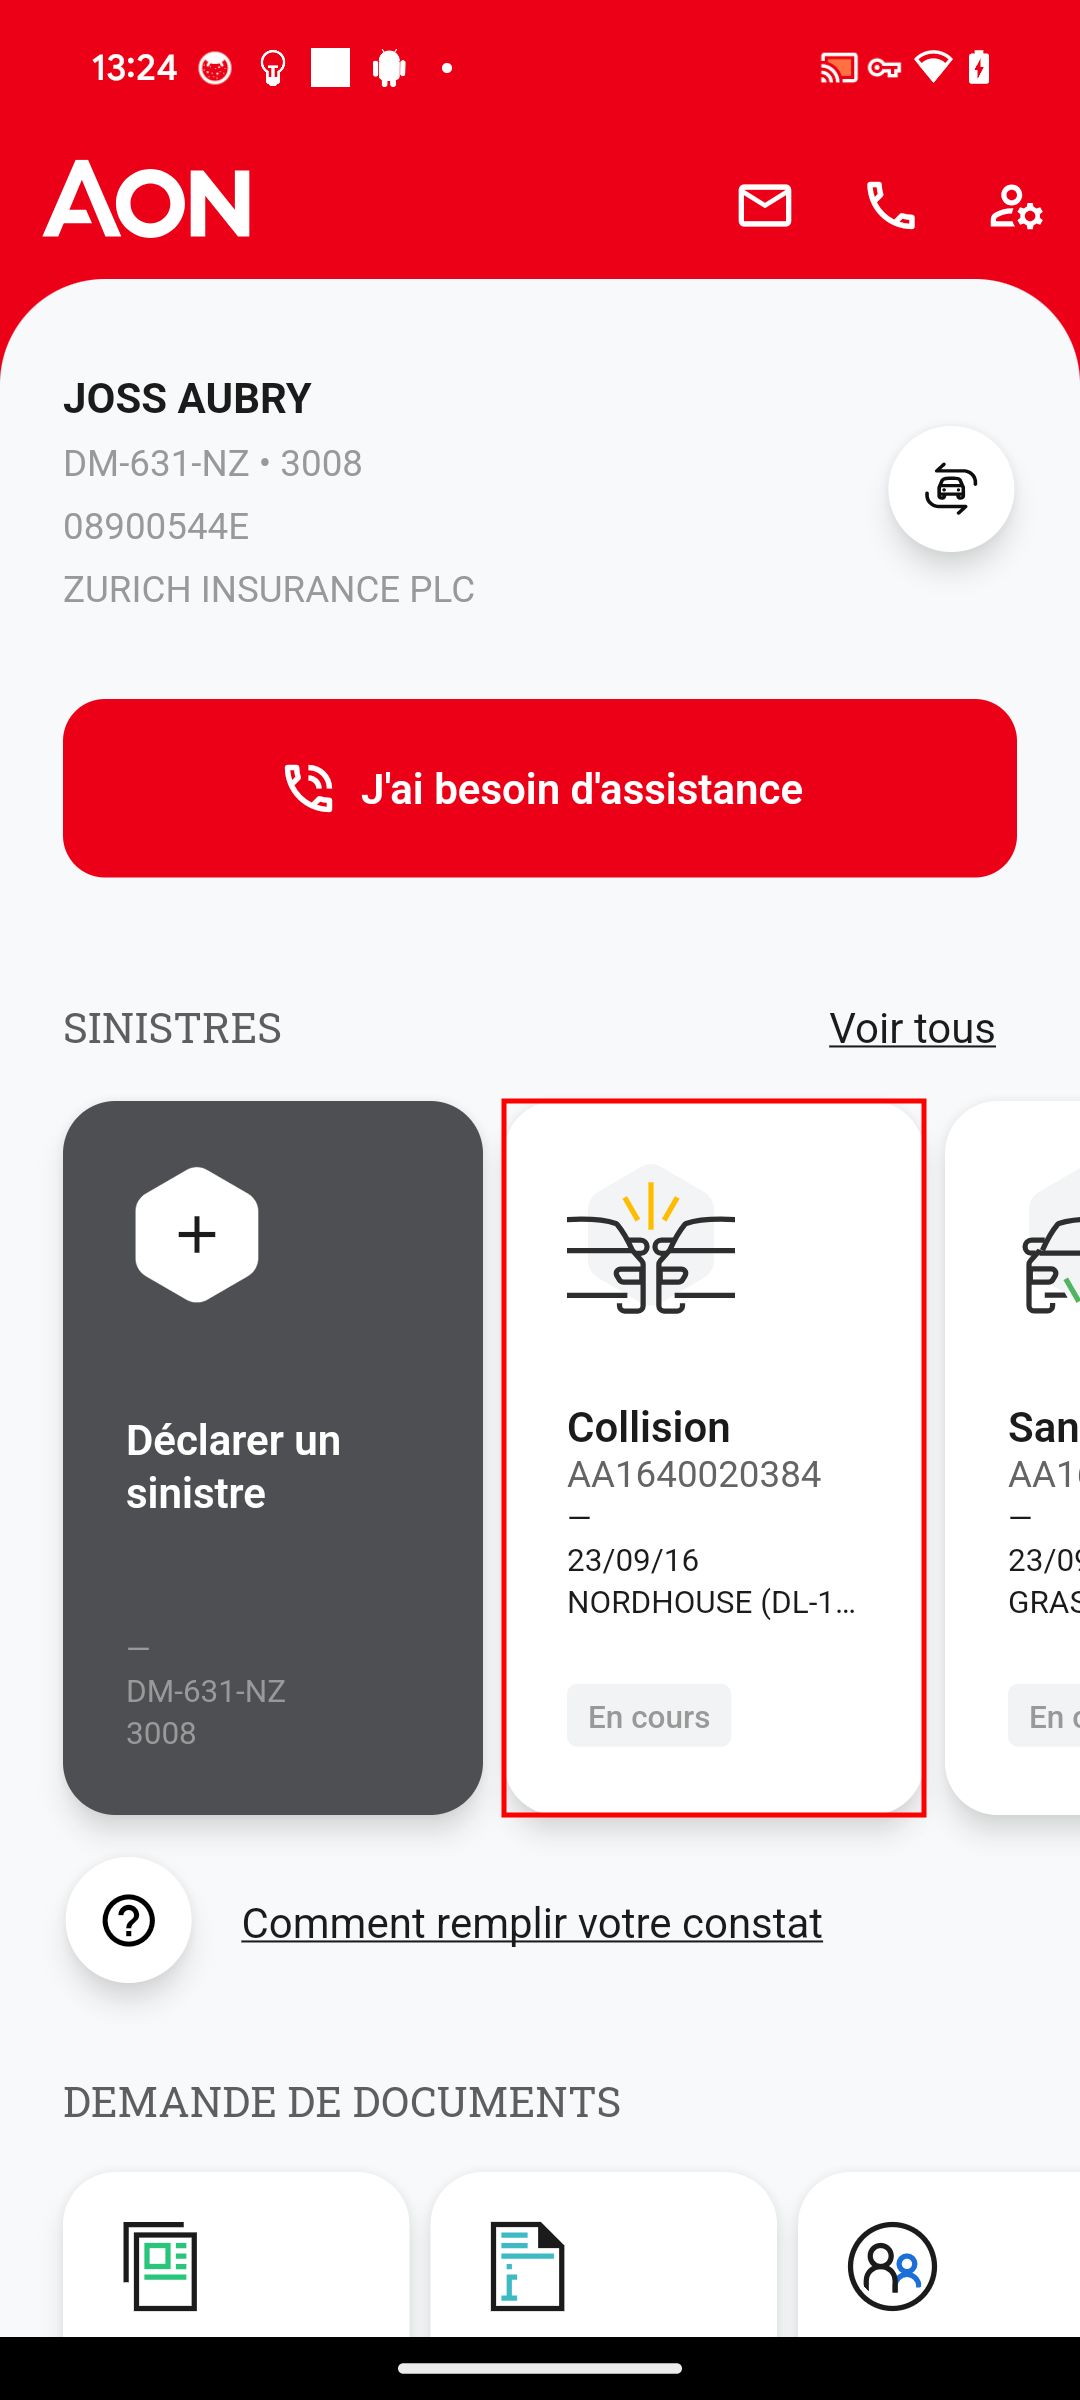 13:24
AON
JOSS AUBRY
DM-631-NZ • 3008
08900544E
ZURICH INSURANCE PLC
J'ai besoin d'assistance
SINISTRES
Voir tous
Déclarer un
sinistre
—
DM-631-NZ
3008
Collision
AA1640020384
—
23/09/16
NORDHOUSE (DL-1...
En cours
San
AA16
—
23/09
GRAS
En c
Comment remplir votre constat
DEMANDE DE DOCUMENTS